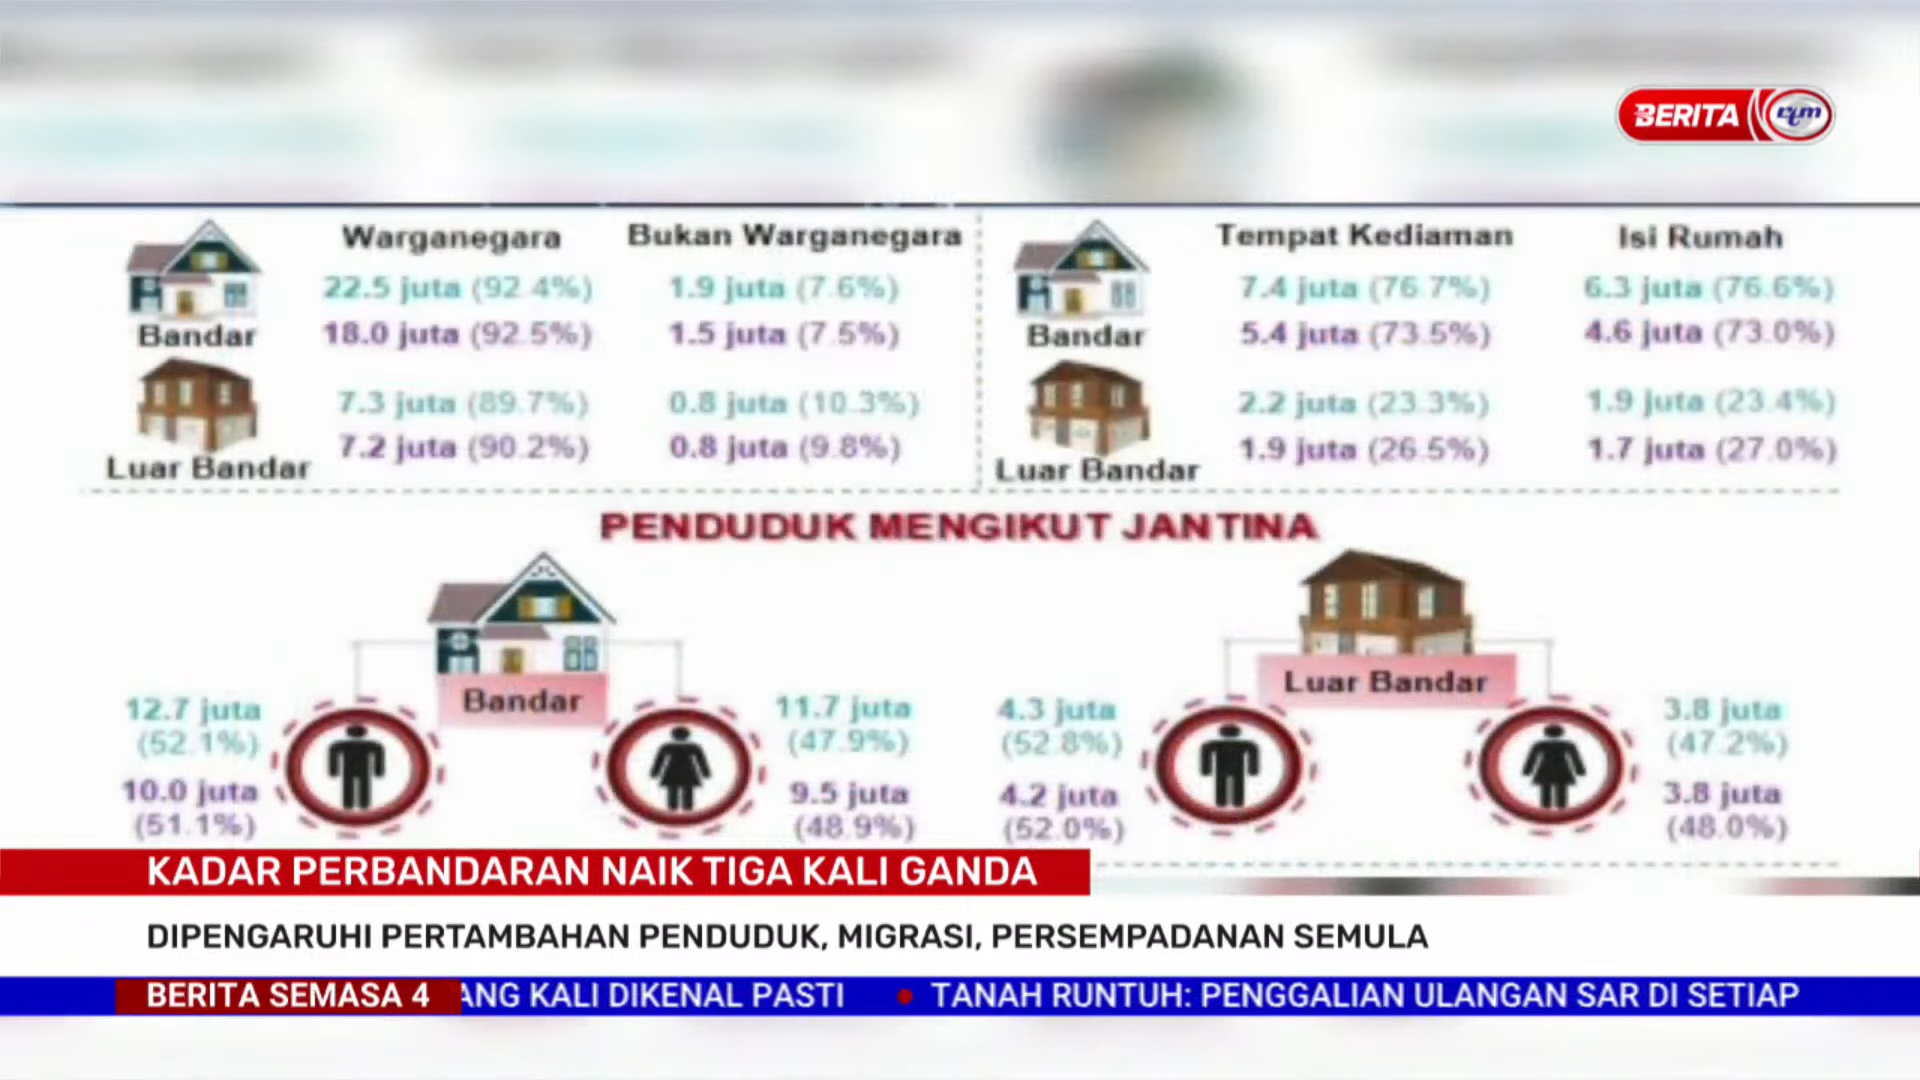 BERITA rtm
Warganegara Bukan Warganegara Tempat Kediaman Isi Rumah
22.5 juta (92.4%) 1.9 juta (7.6%) 7.4 juta (76.7%) 6.3 juta (76.6%)
Bandar 18.0 juta (92.5%) 1.5 juta (7.5%) Bandar 5.4 juta (73.5%) 4.6 juta (73.0%)
7.3 juta (89.7%) 0.8 juta (10.3%) 2.2 juta (23.3%) 1.9 juta (23.4%)
Luar Bandar 7.2 juta (90.2%) 0.8 juta (9.8%) Luar Bandar 1.9 juta (26.5%) 1.7 juta (27.0%)
PENDUDUK MENGIKUT JANTINA
Bandar Luar Bandar
12.7 juta 11.7 juta 4.3 juta 3.8 juta
(52.1%) (47.9%) (52.8%) (47.2%)
10.0 juta 9.5 juta 4.2 juta 3.8 juta
(51.1%) (48.9%) (52.0%) (48.0%)
KADAR PERBANDARAN NAIK TIGA KALI GANDA
DIPENGARUHI PERTAMBAHAN PENDUDUK, MIGRASI, PERSEMPADANAN SEMULA
BERITA SEMASA 4 ANG KALI DIKENAL PASTI • TANAH RUNTUH: PENGGALIAN ULANGAN SAR DI SETIAP